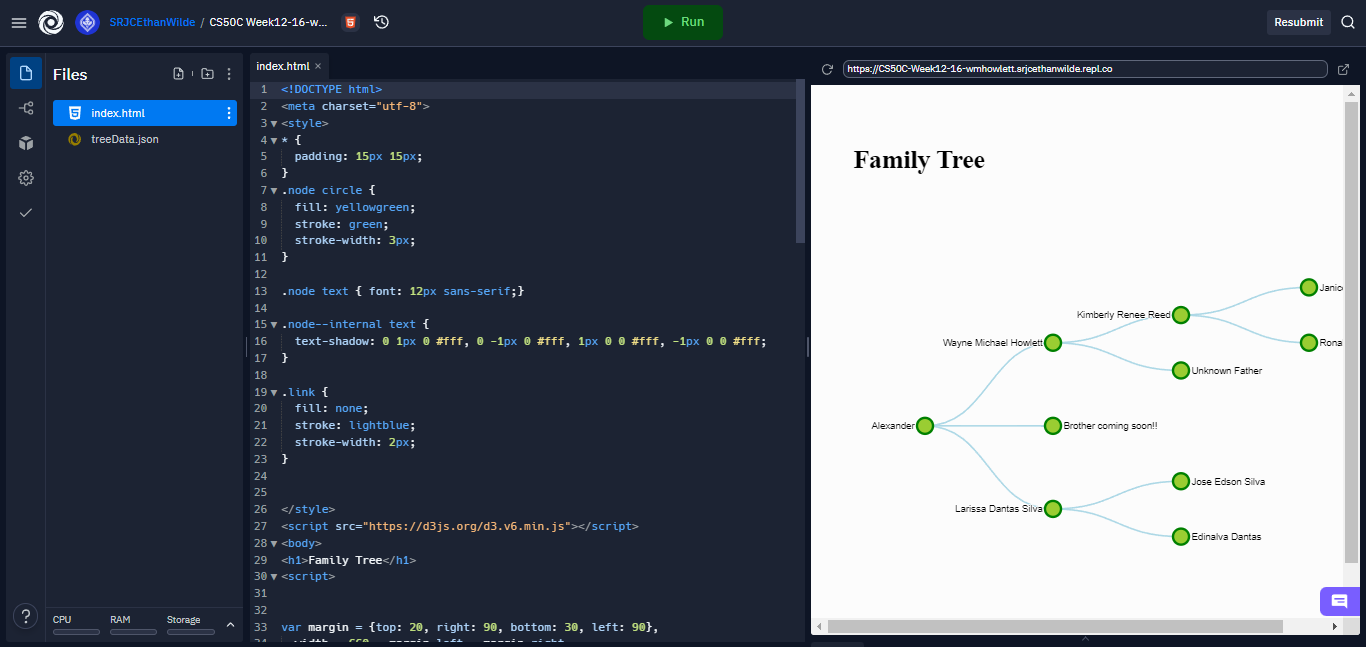 SRJCEthanWilde / CS50C Week12-16-w...
Run
Resubmit
Files
index.html
treeData.json
CPU
RAM
Storage
?
index.html ×
1 <!DOCTYPE html>
2 <meta charset="utf-8">
3 <style>
4 * {
5 padding: 15px 15px;
6 }
7 .node circle {
8 fill: yellowgreen;
9 stroke: green;
10 stroke-width: 3px;
11 }
12
13 .node text { font: 12px sans-serif;}
14
15 .node--internal text {
16 text-shadow: 0 1px 0 #fff, 0 -1px 0 #fff, 1px 0 0 #fff, -1px 0 0 #fff;
17 }
18
19 .link {
20 fill: none;
21 stroke: lightblue;
22 stroke-width: 2px;
23 }
24
25
26 </style>
27 <script src="https://d3js.org/d3.v6.min.js"></script>
28 <body>
29 <h1>Family Tree</h1>
30 <script>
31
32
33 var margin = {top: 20, right: 90, bottom: 30, left: 90},
https://CS50C-Week12-16-wmhowlett.srjcethanwilde.repl.co
Family Tree
Janice
Kimberly Renee Reed
Wayne Michael Howlett
Rona
Unknown Father
Alexander
Brother coming soon!!
Jose Edson Silva
Larissa Dantas Silva
Edinalva Dantas